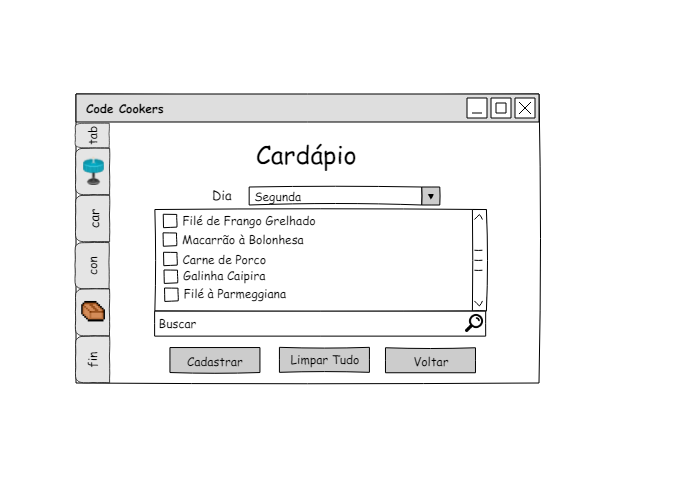 Code Cookers
tab
car
con
fin
Cardápio
Dia
Segunda
Filé de Frango Grelhado
Macarrão à Bolonhesa
Carne de Porco
Galinha Caipira
Filé à Parmeggiana
Buscar
Cadastrar
Limpar Tudo
Voltar